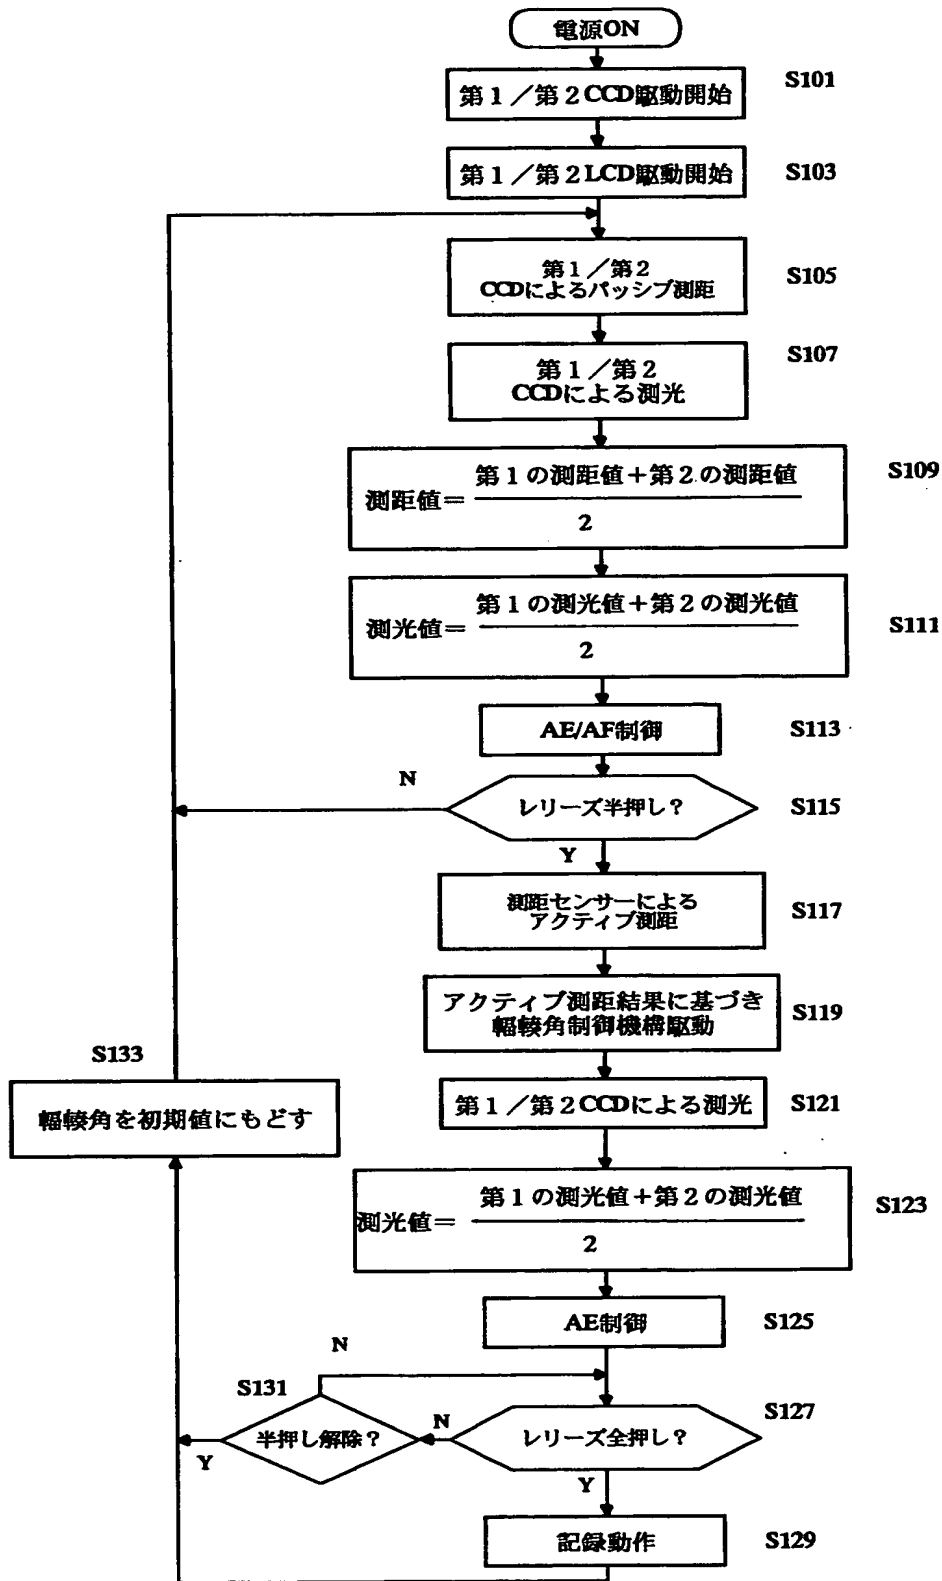 電源ON
第1／第2CCD駆動開始
S101
第1／第2LCD駆動開始
S103
第1／第2
CCDによるパッシブ測距
S105
第1／第2
CCDによる測光
S107
測距値＝
第1の測距値＋第2の測距値
2
S109
測光値＝
第1の測光値＋第2の測光値
2
S111
AE/AF制御
S113
N
レリーズ半押し？
S115
Y
測距センサーによる
アクティブ測距
S117
アクティブ測距結果に基づき
輻輳角制御機構駆動
S119
S133
輻輳角を初期値にもどす
第1／第2CCDによる測光
S121
測光値＝
第1の測光値＋第2の測光値
2
S123
AE制御
S125
N
S131
半押し解除？
Y
N
レリーズ全押し？
S127
Y
記録動作
S129